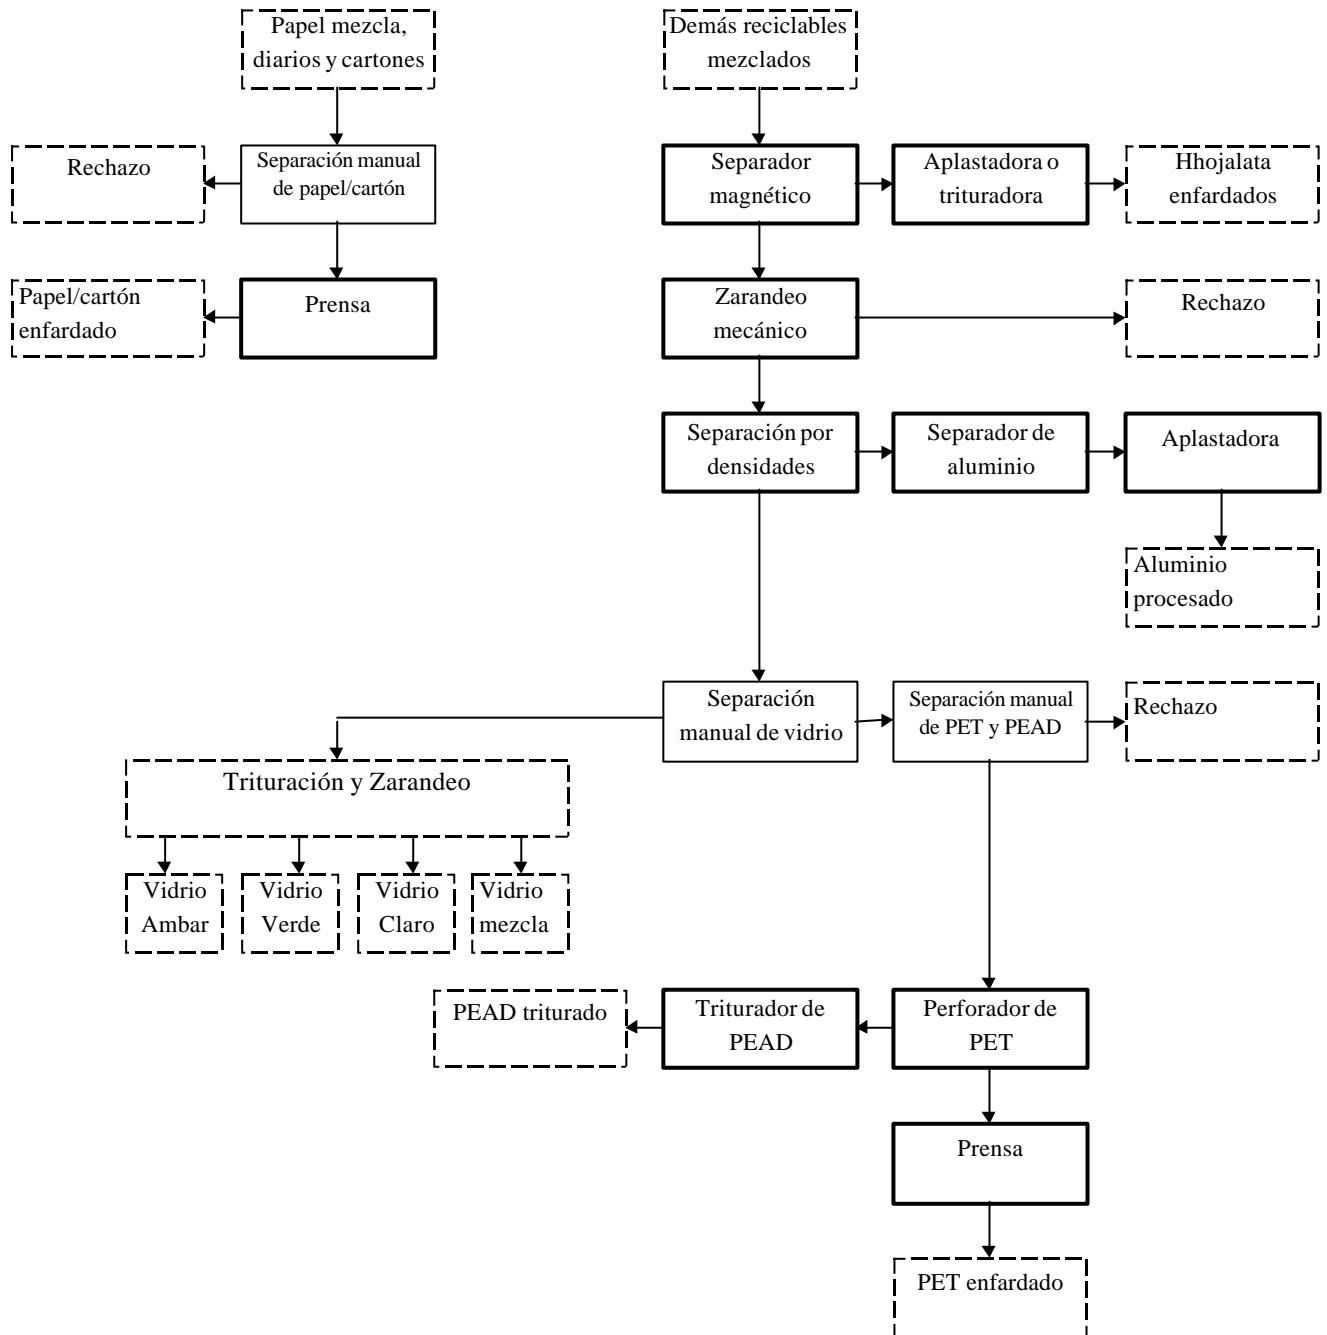 Papel mezcla,
diarios y cartones
Demás reciclables
mezclados
Rechazo
Separación manual
de papel/cartón
Separador
magnético
Aplastadora o
trituradora
Hhojalata
enfardados
Papel/cartón
enfardado
Prensa
Zarandeo
mecánico
Rechazo
Separación por
densidades
Separador de
aluminio
Aplastadora
Aluminio
procesado
Separación
manual de vidrio
Separación manual
de PET y PEAD
Rechazo
Trituración y Zarandeo
Vidrio
Ambar
Vidrio
Verde
Vidrio
Claro
Vidrio
mezcla
PEAD triturado
Triturador de
PEAD
Perforador de
PET
Prensa
PET enfardado